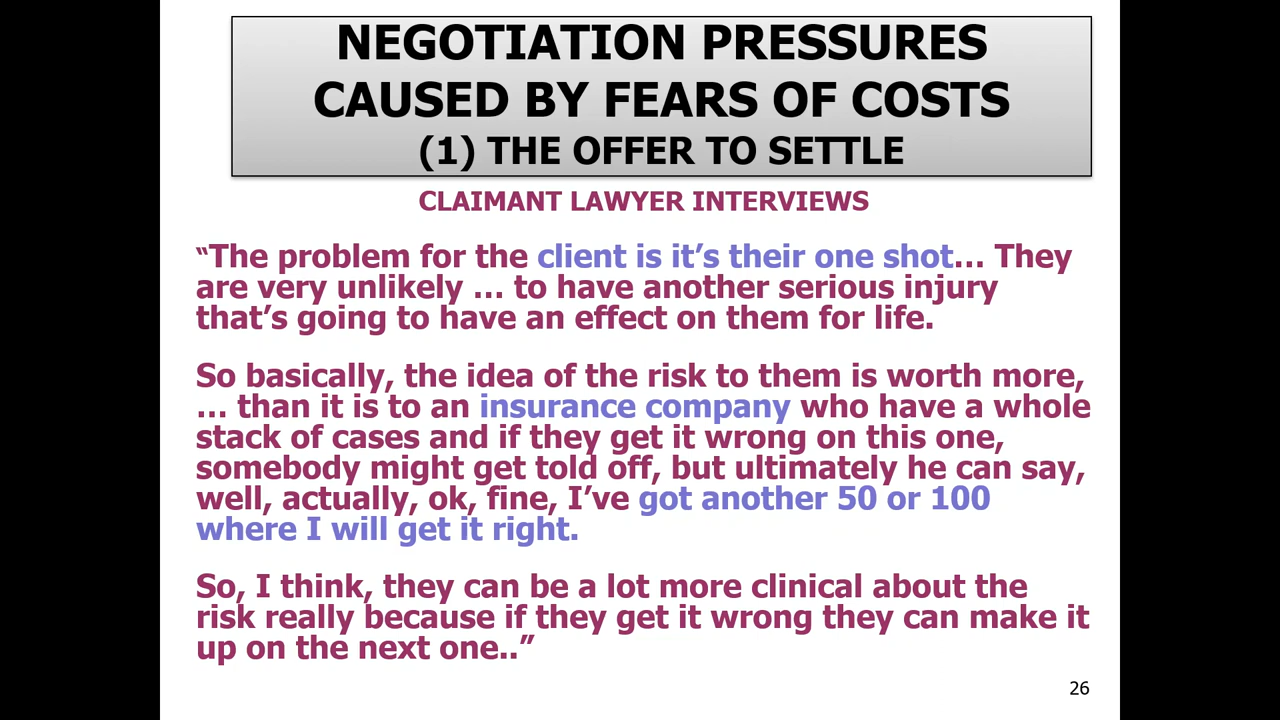 NEGOTIATION PRESSURES
CAUSED BY FEARS OF COSTS
(1) THE OFFER TO SETTLE
CLAIMANT LAWYER INTERVIEWS
“The problem for the client is it’s their one shot… They
are very unlikely … to have another serious injury
that’s going to have an effect on them for life.
So basically, the idea of the risk to them is worth more,
… than it is to an insurance company who have a whole
stack of cases and if they get it wrong on this one,
somebody might get told off, but ultimately he can say,
well, actually, ok, fine, I’ve got another 50 or 100
where I will get it right.
So, I think, they can be a lot more clinical about the
risk really because if they get it wrong they can make it
up on the next one..”
26